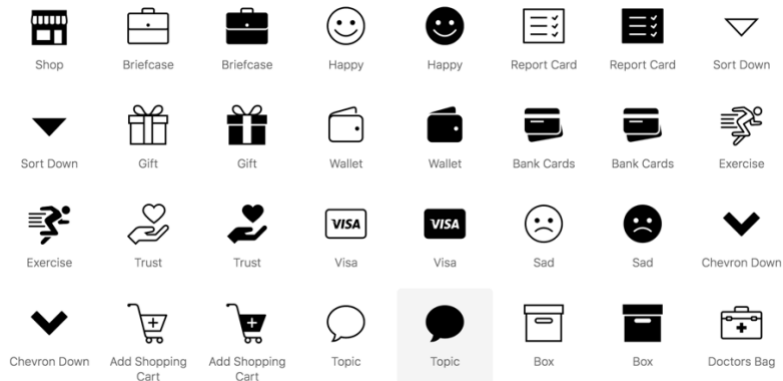 Shop
Briefcase
Briefcase
Happy
Happy
Report Card
Report Card
Sort Down
Sort Down
Gift
Gift
Wallet
Wallet
Bank Cards
Bank Cards
Exercise
VISA
VISA
Exercise
Trust
Trust
Visa
Visa
Sad
Sad
Chevron Down
Chevron Down
Add Shopping
Cart
Add Shopping
Cart
Topic
Topic
Box
Box
Doctors Bag